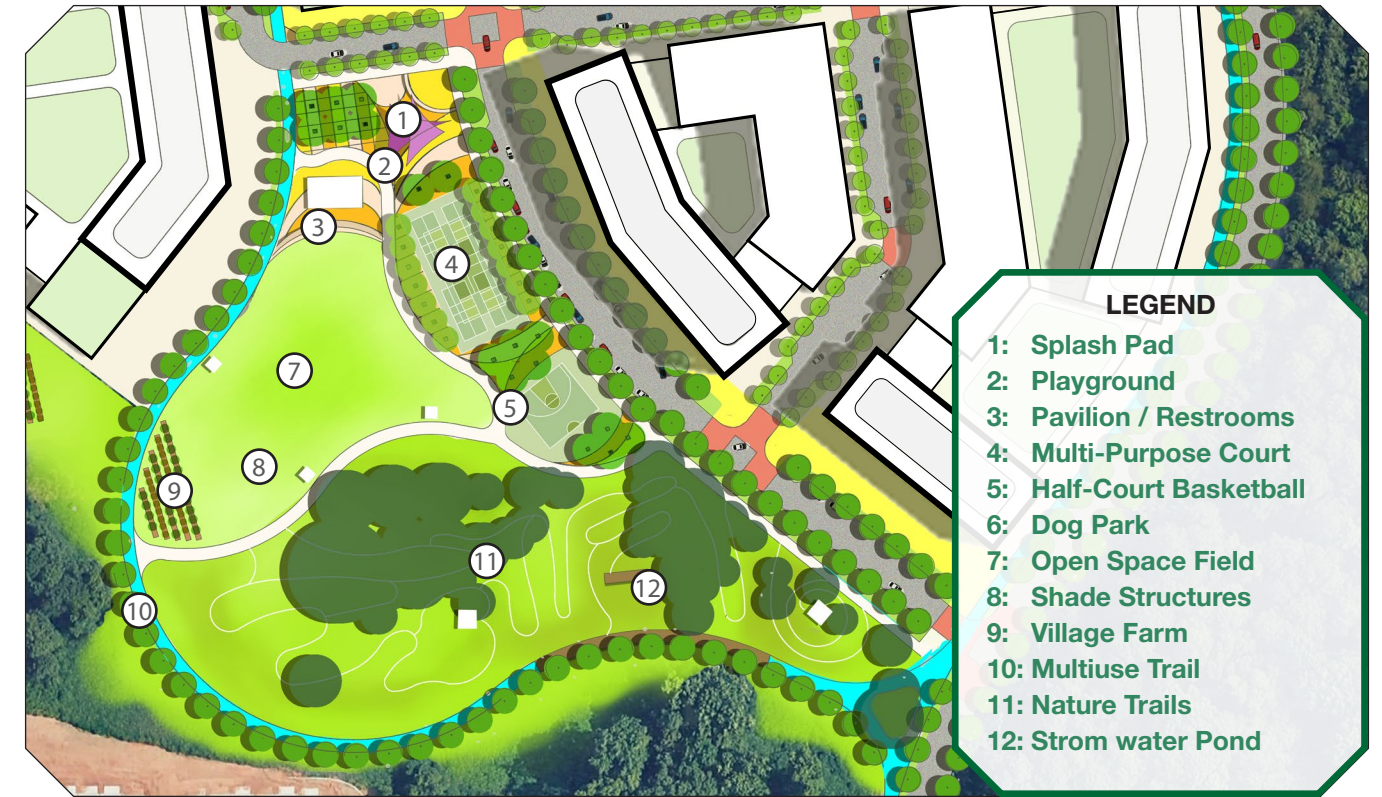 1
2
3
4
5
7
8
9
10
11
12
LEGEND
1: Splash Pad
2: Playground
3: Pavilion / Restrooms
4: Multi-Purpose Court
5: Half-Court Basketball
6: Dog Park
7: Open Space Field
8: Shade Structures
9: Village Farm
10: Multiuse Trail
11: Nature Trails
12: Strom water Pond